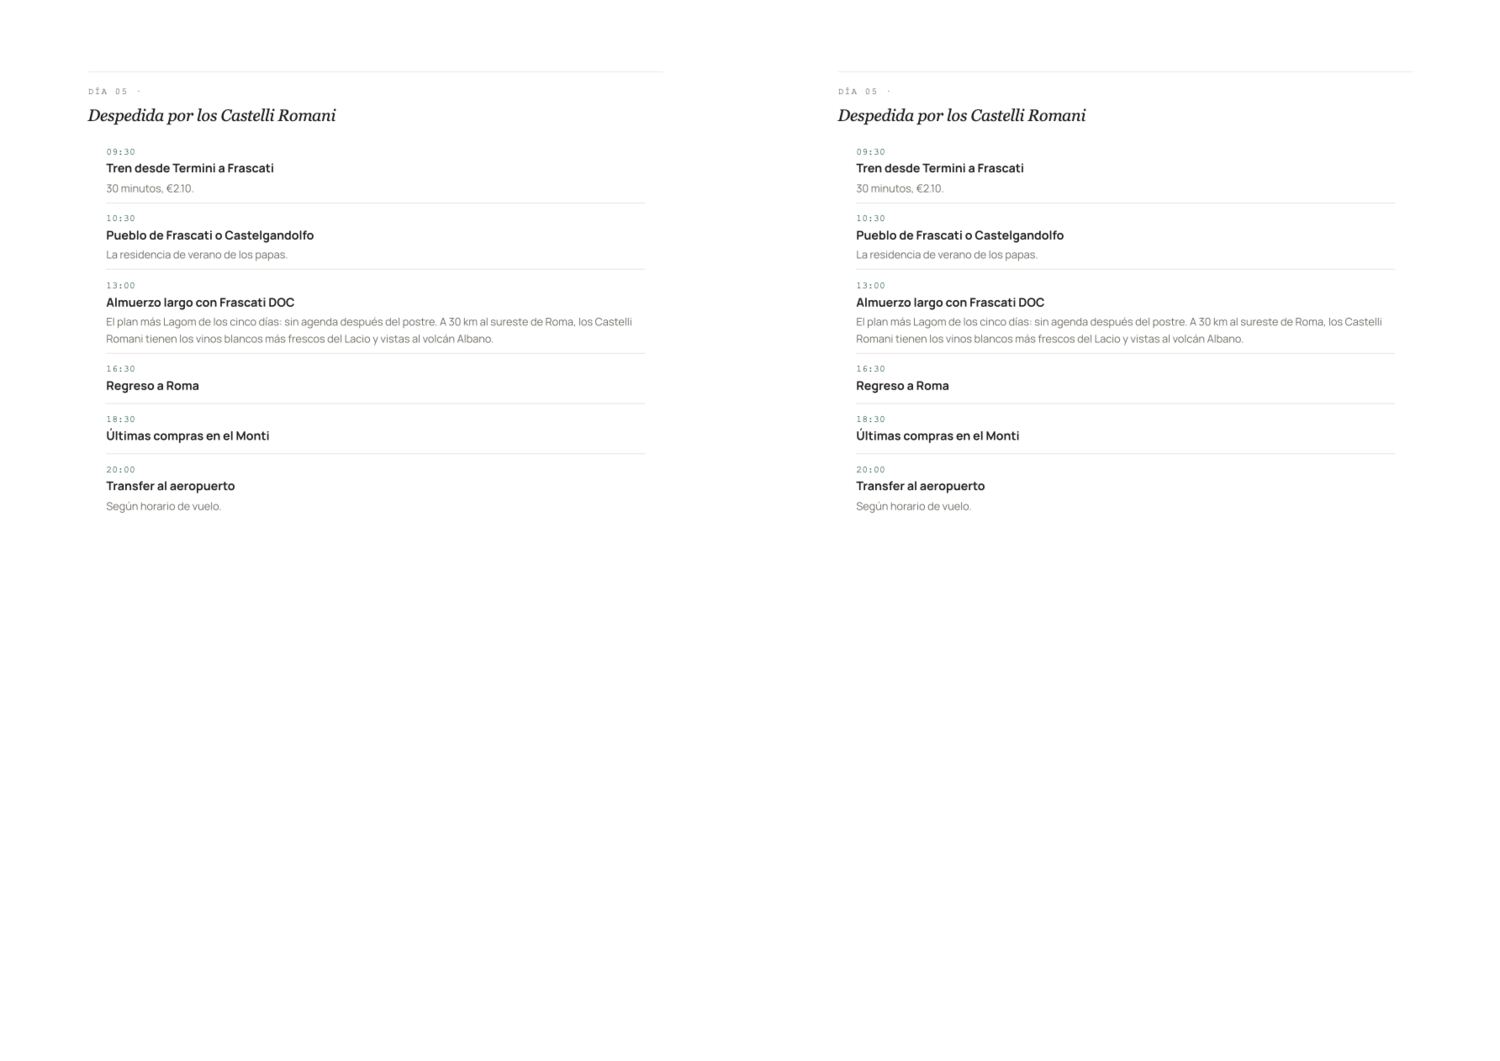 DÍA 05 ·
Despedida por los Castelli Romani
09:30
Tren desde Termini a Frascati
30 minutos, €2.10.
10:30
Pueblo de Frascati o Castelgandolfo
La residencia de verano de los papas.
13:00
Almuerzo largo con Frascati DOC
El plan más Lagom de los cinco días: sin agenda después del postre. A 30 km al sureste de Roma, los Castelli
Romani tienen los vinos blancos más frescos del Lacio y vistas al volcán Albano.
16:30
Regreso a Roma
18:30
Últimas compras en el Monti
20:00
Transfer al aeropuerto
Según horario de vuelo.
DÍA 05 ·
Despedida por los Castelli Romani
09:30
Tren desde Termini a Frascati
30 minutos, €2.10.
10:30
Pueblo de Frascati o Castelgandolfo
La residencia de verano de los papas.
13:00
Almuerzo largo con Frascati DOC
El plan más Lagom de los cinco días: sin agenda después del postre. A 30 km al sureste de Roma, los Castelli
Romani tienen los vinos blancos más frescos del Lacio y vistas al volcán Albano.
16:30
Regreso a Roma
18:30
Últimas compras en el Monti
20:00
Transfer al aeropuerto
Según horario de vuelo.